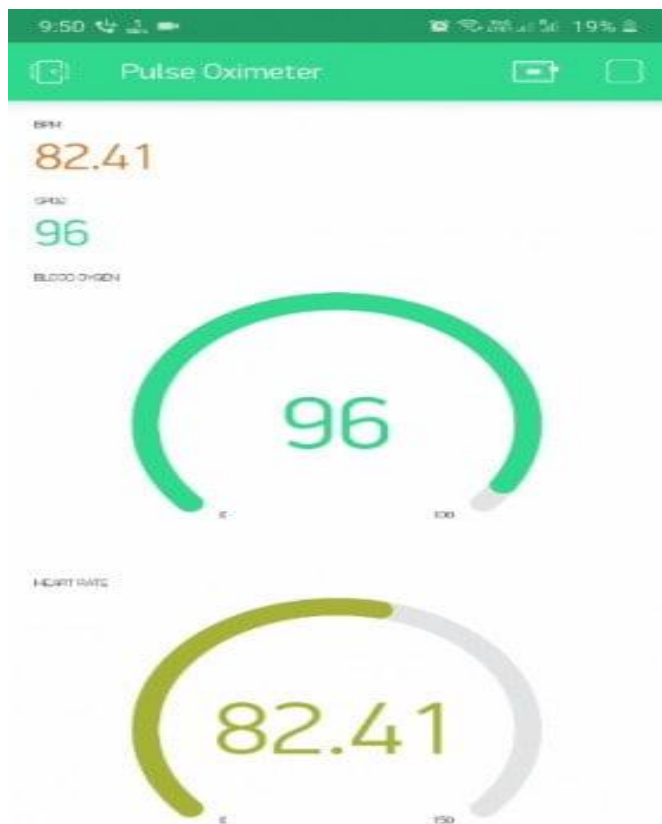 9:50 19%
Pulse Oximeter
BPM
82.41
SPO2
96
BLOOD OXYGEN
96
0 100
HEART RATE
82.41
0 150